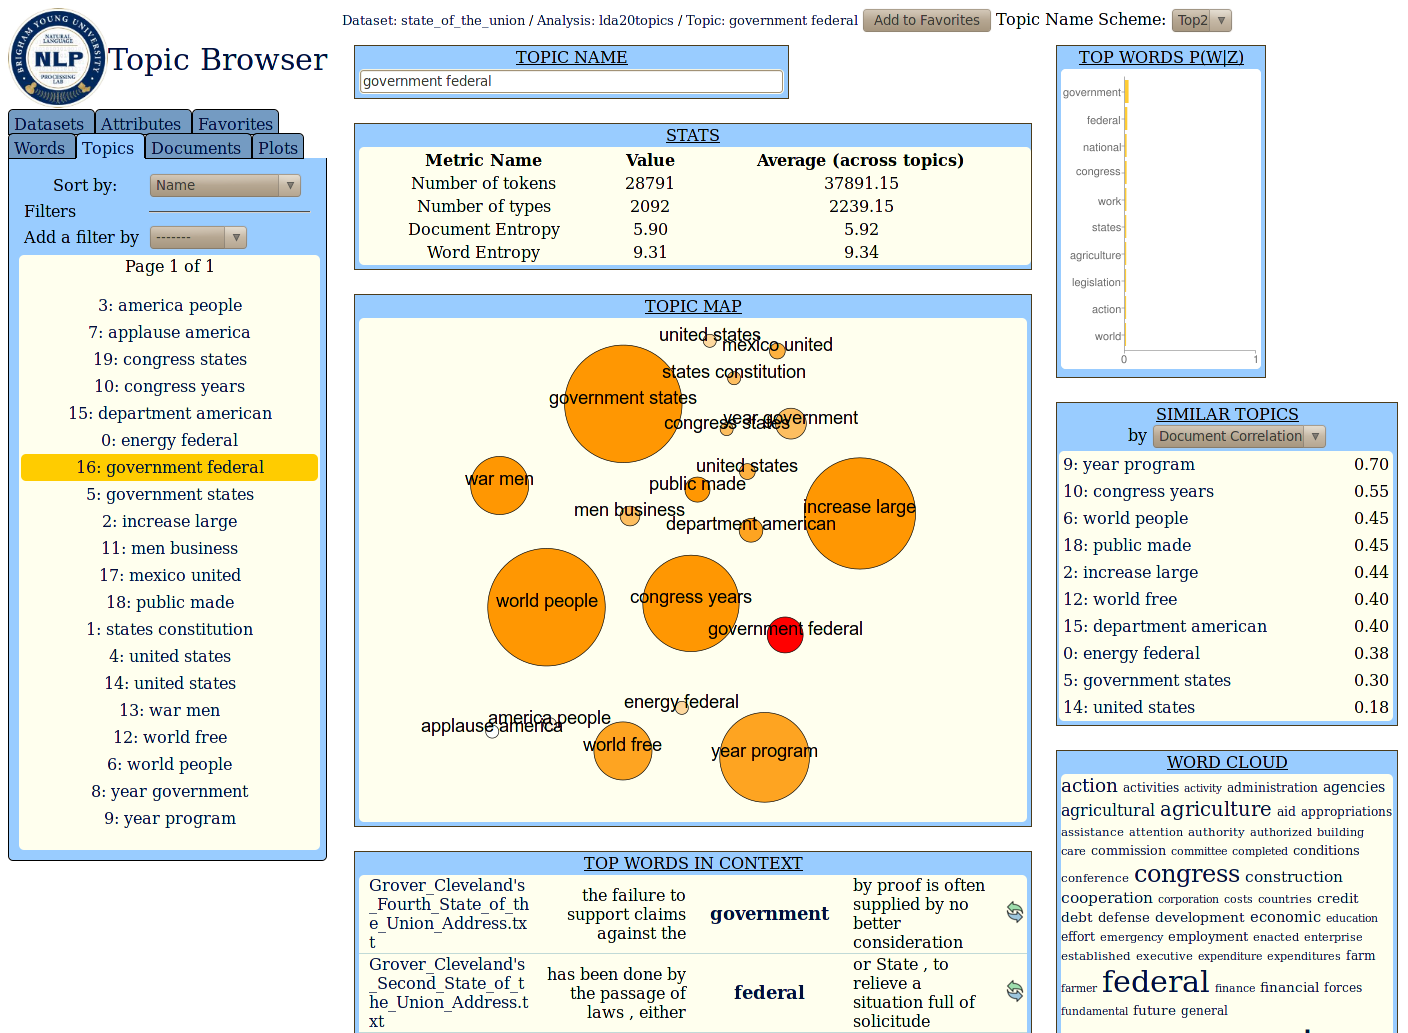 Dataset: state_of_the_union / Analysis: lda20topics / Topic: government federal Add to Favorites Topic Name Scheme: Top2
BRIGHAM YOUNG UNIVERSITY
NATURAL LANGUAGE
NLP
PROCESSING LAB
Topic Browser
Datasets Attributes Favorites
Words Topics Documents Plots
Sort by: Name
Filters
Add a filter by -------
Page 1 of 1
3: america people
7: applause america
19: congress states
10: congress years
15: department american
0: energy federal
16: government federal
5: government states
2: increase large
11: men business
17: mexico united
18: public made
1: states constitution
4: united states
14: united states
13: war men
12: world free
6: world people
8: year government
9: year program
TOPIC NAME
government federal
STATS
Metric Name Value Average (across topics)
Number of tokens 28791 37891.15
Number of types 2092 2239.15
Document Entropy 5.90 5.92
Word Entropy 9.31 9.34
TOPIC MAP
united states
mexico united
states constitution
government states
year government
congress states
united states
war men
public made
increase large
men business
department american
world people
congress years
government federal
energy federal
america people
applause america
world free
year program
TOP WORDS IN CONTEXT
Grover_Cleveland's
_Fourth_State_of_th
e_Union_Address.tx
t
the failure to
support claims
against the
government
by proof is often
supplied by no
better
consideration
Grover_Cleveland's
_Second_State_of_t
he_Union_Address.t
xt
has been done by
the passage of
laws , either
federal
or State , to
relieve a
situation full of
solicitude
TOP WORDS P(W|Z)
government
federal
national
congress
work
states
agriculture
legislation
action
world
0 1
SIMILAR TOPICS
by Document Correlation
9: year program 0.70
10: congress years 0.55
6: world people 0.45
18: public made 0.45
2: increase large 0.44
12: world free 0.40
15: department american 0.40
0: energy federal 0.38
5: government states 0.30
14: united states 0.18
WORD CLOUD
action activities activity administration agencies
agricultural agriculture aid appropriations
assistance attention authority authorized building
care commission committee completed conditions
conference congress construction
cooperation corporation costs countries credit
debt defense development economic education
effort emergency employment enacted enterprise
established executive expenditure expenditures farm
farmer federal finance financial forces
fundamental future general